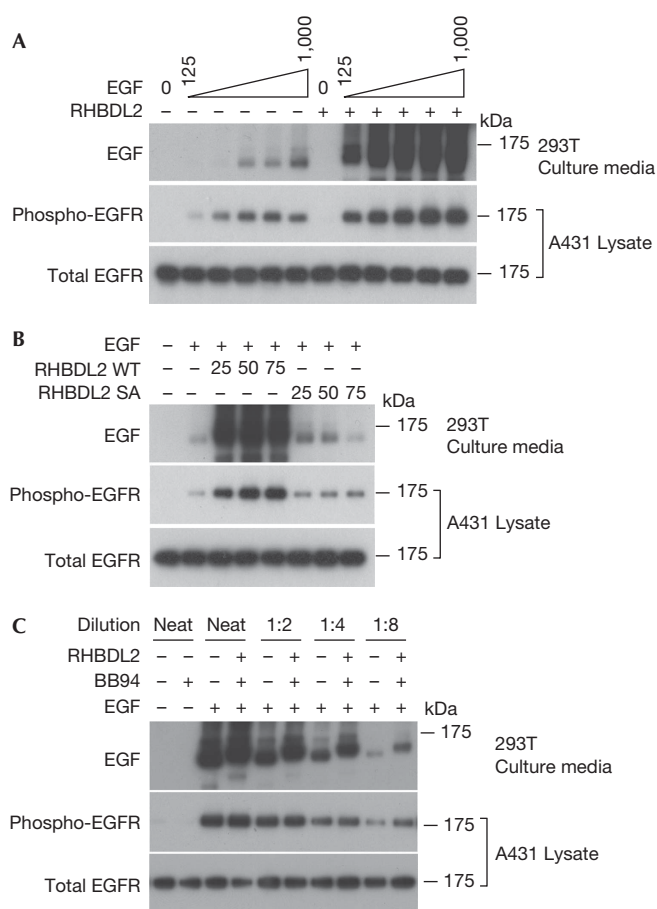 A
EGF 0 125 1,000 0 125 1,000
RHBDL2 – – – – – – + + + + + +
kDa
EGF 175 293T
Culture media
Phospho-EGFR 175
A431 Lysate
Total EGFR 175
B
EGF – + + + + + + +
RHBDL2 WT – – 25 50 75
RHBDL2 SA – – 25 50 75
kDa
EGF 175 293T
Culture media
Phospho-EGFR 175
A431 Lysate
Total EGFR 175
C
Dilution Neat Neat 1:2 1:4 1:8
RHBDL2 – – – + – + – + – +
BB94 – + – + – + – + – +
EGF – – + + + + + + + + kDa
175
EGF 293T
Culture media
Phospho-EGFR 175
A431 Lysate
Total EGFR 175